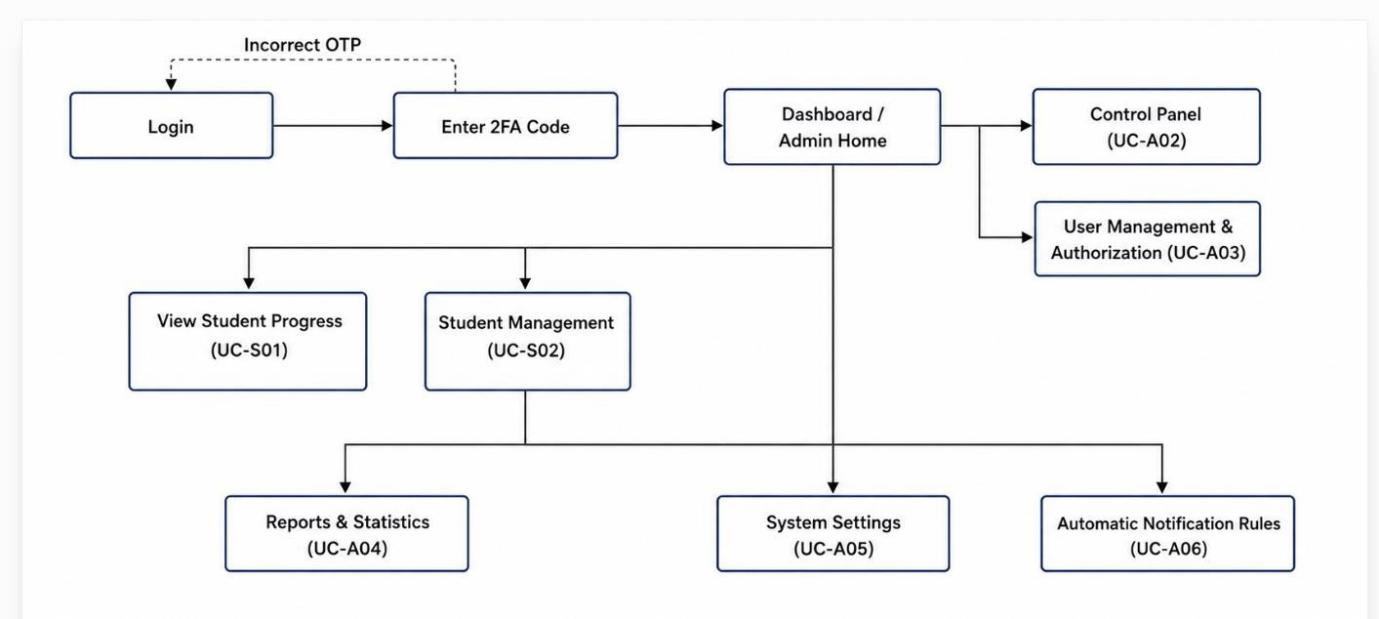 Incorrect OTP
Login
Enter 2FA Code
Dashboard /
Admin Home
Control Panel
(UC-A02)
User Management &
Authorization (UC-A03)
View Student Progress
(UC-S01)
Student Management
(UC-S02)
Reports & Statistics
(UC-A04)
System Settings
(UC-A05)
Automatic Notification Rules
(UC-A06)